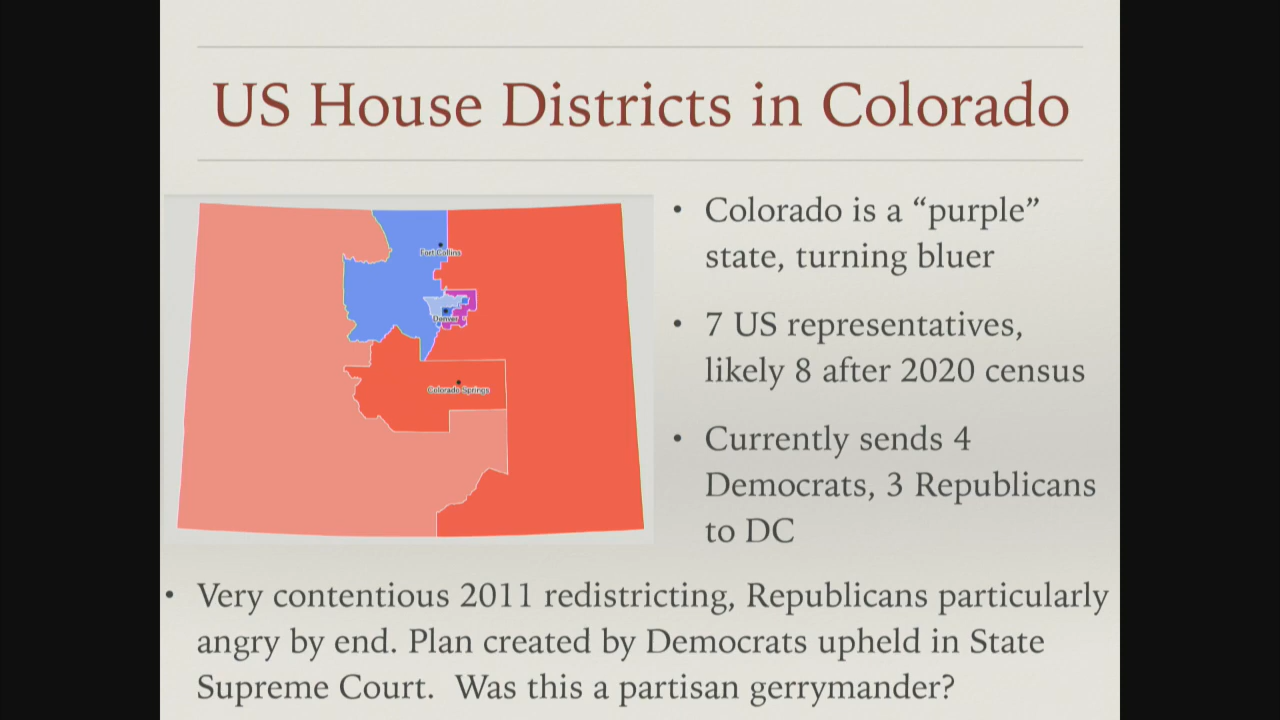 US House Districts in Colorado
Fort Collins
Denver
Colorado Springs
• Colorado is a “purple”
state, turning bluer
• 7 US representatives,
likely 8 after 2020 census
• Currently sends 4
Democrats, 3 Republicans
to DC
• Very contentious 2011 redistricting, Republicans particularly
angry by end. Plan created by Democrats upheld in State
Supreme Court. Was this a partisan gerrymander?